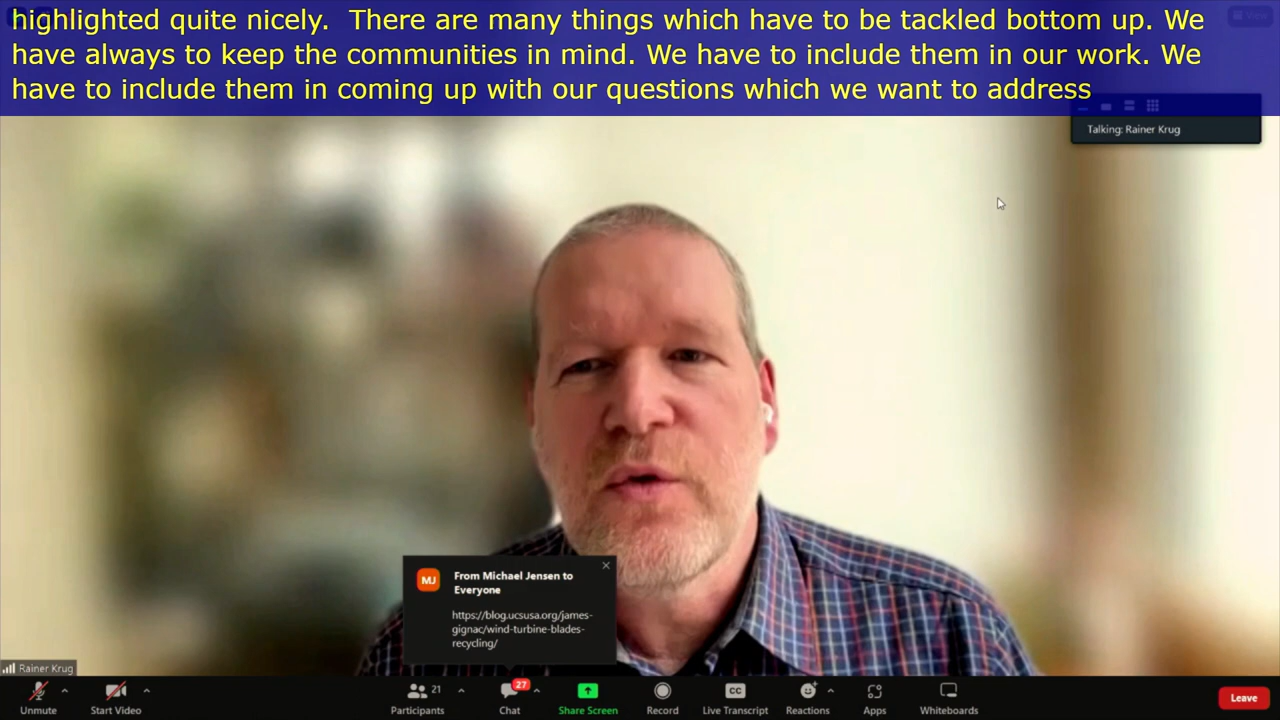 highlighted quite nicely.  There are many things which have to be tackled bottom up. We
have always to keep the communities in mind. We have to include them in our work. We
have to include them in coming up with our questions which we want to address
View
Talking: Rainer Krug
MJ
From Michael Jensen to
Everyone
https://blog.ucsusa.org/james-
gignac/wind-turbine-blades-
recycling/
Rainer Krug
21
27
CC
Unmute
Start Video
Participants
Chat
Share Screen
Record
Live Transcript
Reactions
Apps
Whiteboards
Leave